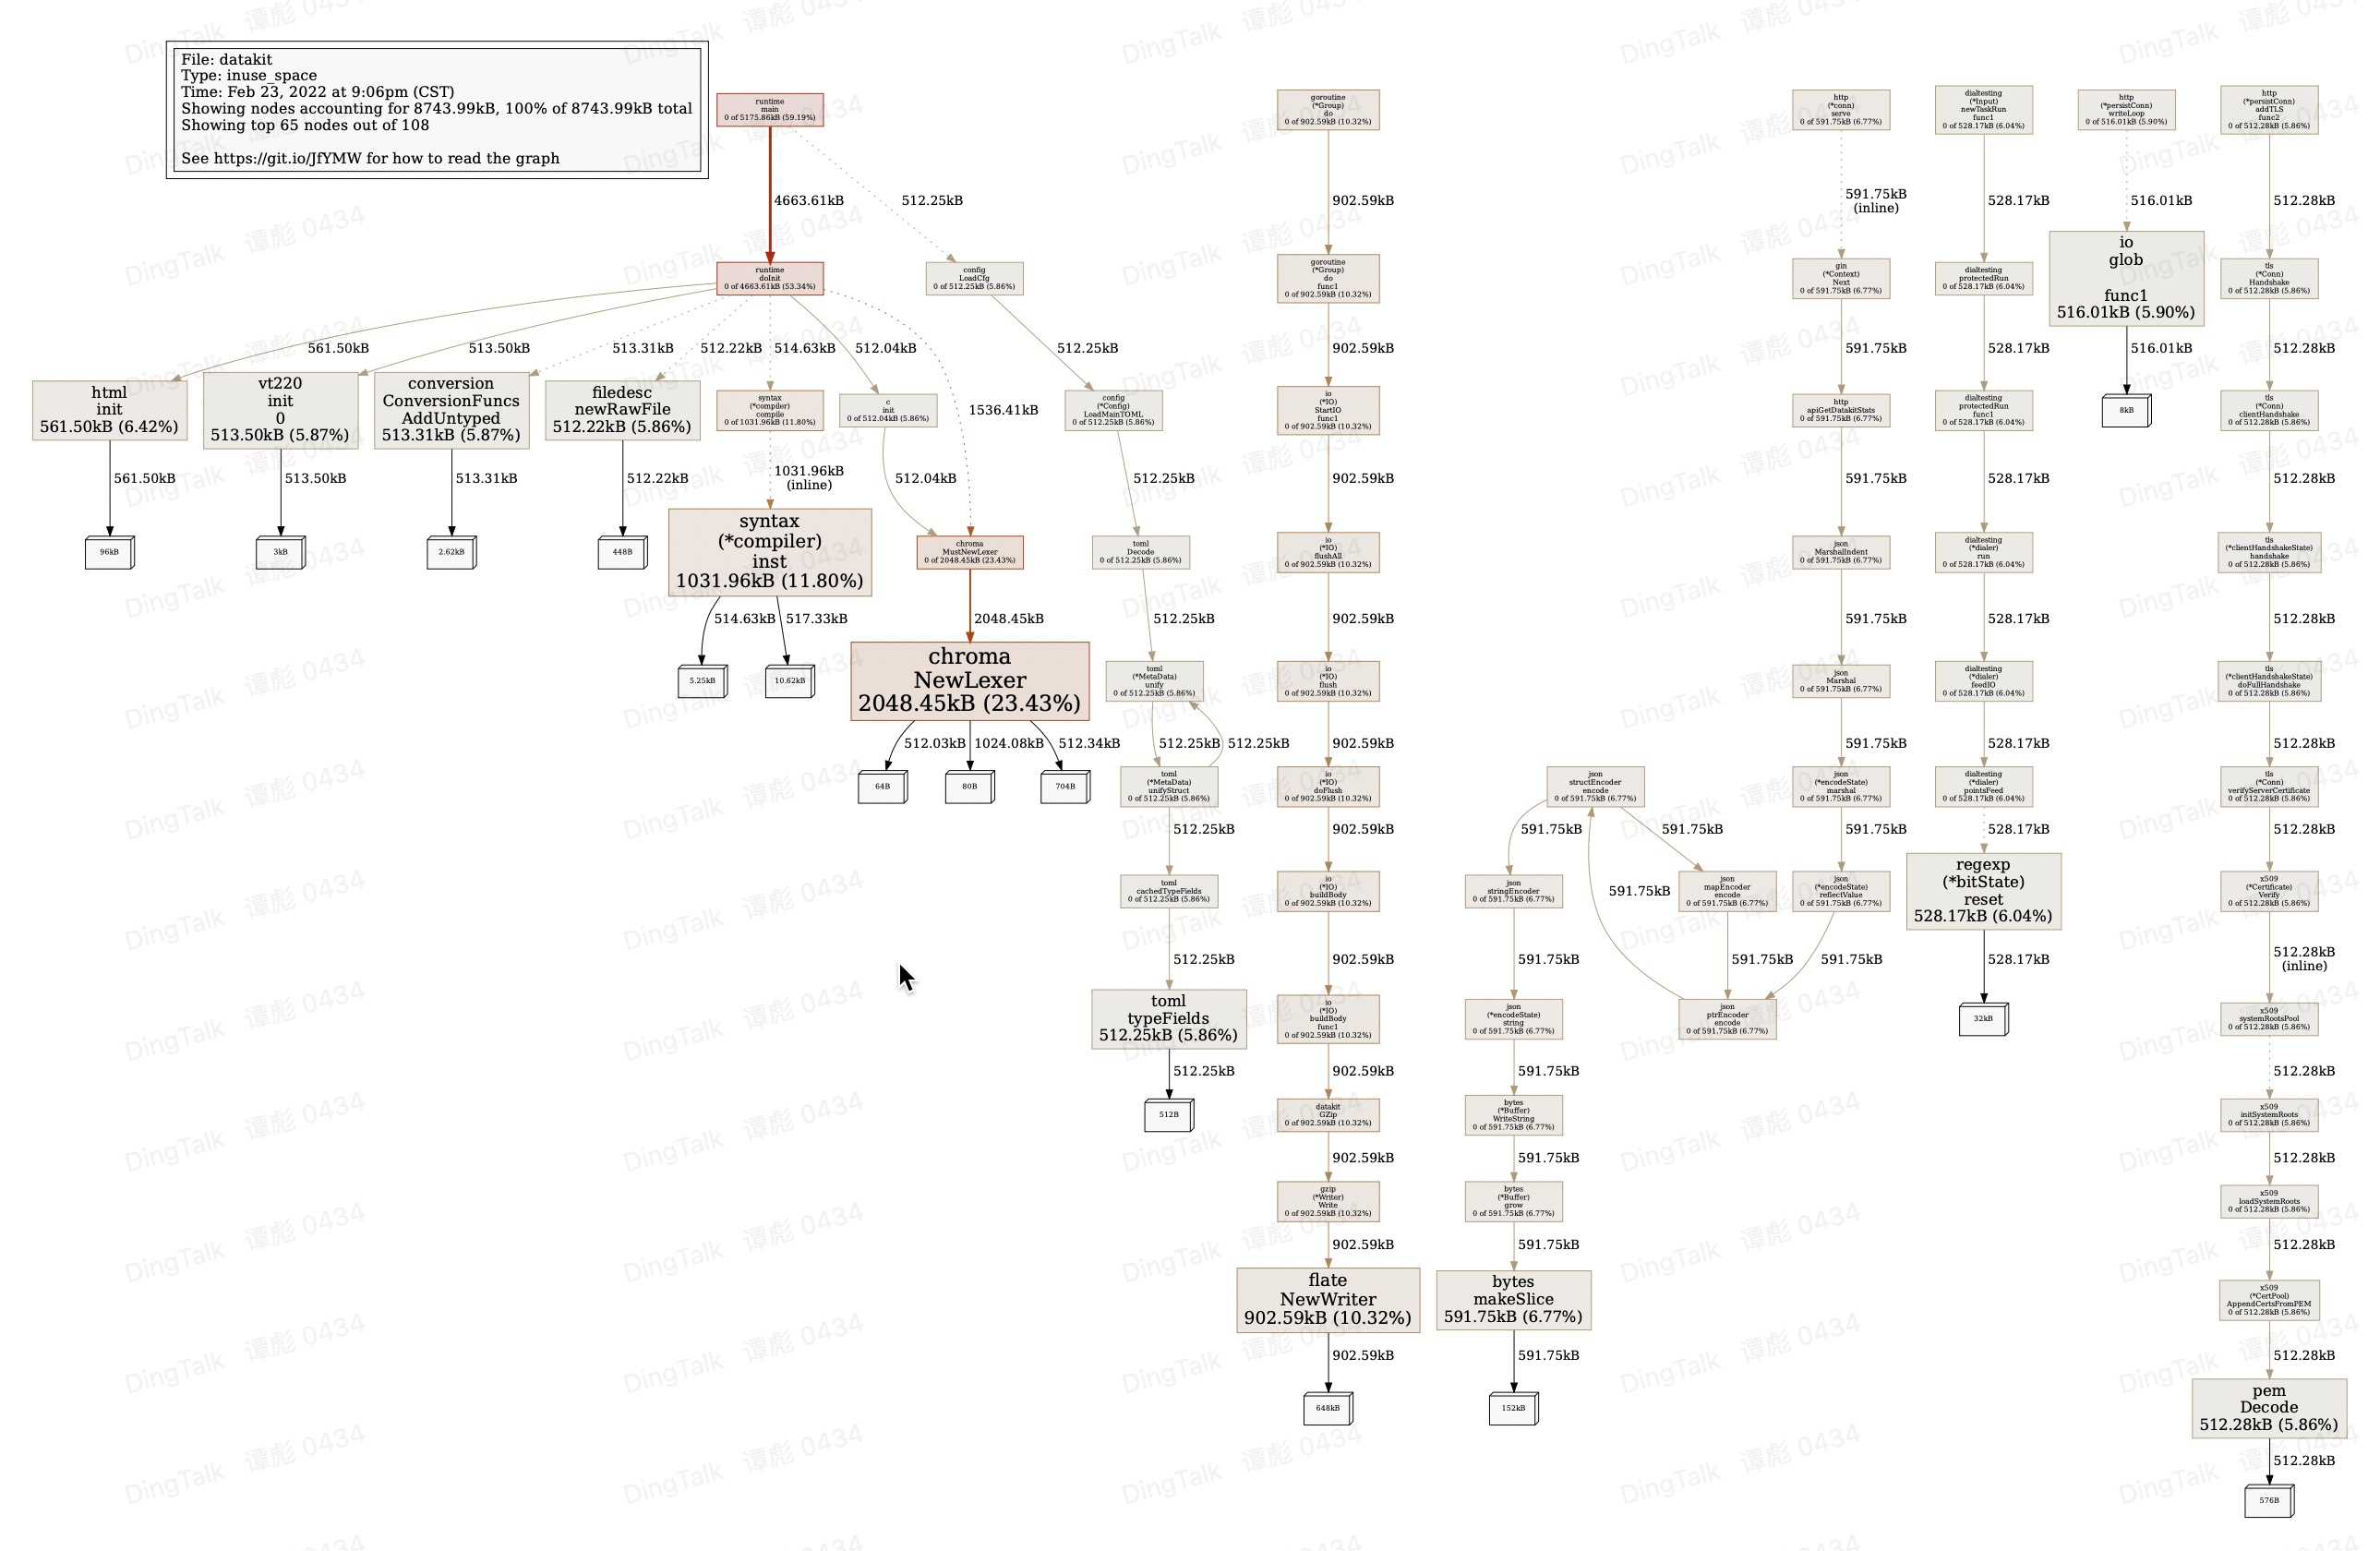 File: datakit
Type: inuse_space
Time: Feb 23, 2022 at 9:06pm (CST)
Showing nodes accounting for 8743.99kB, 100% of 8743.99kB total
Showing top 65 nodes out of 108
See https://git.io/JfYMW for how to read the graph
runtime
main
0 of 5175.86kB (59.19%)
4663.61kB
512.25kB
runtime
doInit
0 of 4663.61kB (53.34%)
config
LoadCfg
0 of 512.25kB (5.86%)
561.50kB
513.50kB
513.31kB
512.22kB
514.63kB
512.04kB
1536.41kB
512.25kB
html
init
561.50kB (6.42%)
561.50kB
96kB
vt220
init
0
513.50kB (5.87%)
513.50kB
3kB
conversion
ConversionFuncs
AddUntyped
513.31kB (5.87%)
513.31kB
2.62kB
filedesc
newRawFile
512.22kB (5.86%)
512.22kB
448B
syntax
(*compiler)
compile
0 of 1031.96kB (11.80%)
1031.96kB
(inline)
syntax
(*compiler)
inst
1031.96kB (11.80%)
514.63kB
517.33kB
5.25kB
10.62kB
c
init
0 of 512.04kB (5.86%)
512.04kB
chroma
MustNewLexer
0 of 2048.45kB (23.43%)
2048.45kB
chroma
NewLexer
2048.45kB (23.43%)
512.03kB
1024.08kB
512.34kB
64B
80B
704B
config
(*Config)
LoadMainTOML
0 of 512.25kB (5.86%)
512.25kB
toml
Decode
0 of 512.25kB (5.86%)
512.25kB
toml
(*MetaData)
unify
0 of 512.25kB (5.86%)
512.25kB
512.25kB
toml
(*MetaData)
unifyStruct
0 of 512.25kB (5.86%)
512.25kB
toml
cachedTypeFields
0 of 512.25kB (5.86%)
512.25kB
toml
typeFields
512.25kB (5.86%)
512.25kB
512B
goroutine
(*Group)
do
0 of 902.59kB (10.32%)
902.59kB
goroutine
(*Group)
do
func1
0 of 902.59kB (10.32%)
902.59kB
io
(*IO)
StartIO
func1
0 of 902.59kB (10.32%)
902.59kB
io
(*IO)
flushAll
0 of 902.59kB (10.32%)
902.59kB
io
(*IO)
flush
0 of 902.59kB (10.32%)
902.59kB
io
(*IO)
doFlush
0 of 902.59kB (10.32%)
902.59kB
io
(*IO)
buildBody
0 of 902.59kB (10.32%)
902.59kB
io
(*IO)
buildBody
func1
0 of 902.59kB (10.32%)
902.59kB
datakit
GZip
0 of 902.59kB (10.32%)
902.59kB
gzip
(*Writer)
Write
0 of 902.59kB (10.32%)
902.59kB
flate
NewWriter
902.59kB (10.32%)
902.59kB
648kB
http
(*conn)
serve
0 of 591.75kB (6.77%)
591.75kB
(inline)
gin
(*Context)
Next
0 of 591.75kB (6.77%)
591.75kB
http
apiGetDatakitStats
0 of 591.75kB (6.77%)
591.75kB
json
MarshalIndent
0 of 591.75kB (6.77%)
591.75kB
json
Marshal
0 of 591.75kB (6.77%)
591.75kB
json
(*encodeState)
marshal
0 of 591.75kB (6.77%)
591.75kB
json
(*encodeState)
reflectValue
0 of 591.75kB (6.77%)
591.75kB
json
structEncoder
encode
0 of 591.75kB (6.77%)
591.75kB
591.75kB
591.75kB
json
mapEncoder
encode
0 of 591.75kB (6.77%)
591.75kB
json
ptrEncoder
encode
0 of 591.75kB (6.77%)
json
stringEncoder
0 of 591.75kB (6.77%)
591.75kB
json
(*encodeState)
string
0 of 591.75kB (6.77%)
591.75kB
bytes
(*Buffer)
WriteString
0 of 591.75kB (6.77%)
591.75kB
bytes
(*Buffer)
grow
0 of 591.75kB (6.77%)
591.75kB
bytes
makeSlice
591.75kB (6.77%)
591.75kB
152kB
dialtesting
(*Input)
newTaskRun
func1
0 of 528.17kB (6.04%)
528.17kB
dialtesting
protectedRun
0 of 528.17kB (6.04%)
528.17kB
dialtesting
protectedRun
func1
0 of 528.17kB (6.04%)
528.17kB
dialtesting
(*dialer)
run
0 of 528.17kB (6.04%)
528.17kB
dialtesting
(*dialer)
feedIO
0 of 528.17kB (6.04%)
528.17kB
dialtesting
(*dialer)
pointsFeed
0 of 528.17kB (6.04%)
528.17kB
regexp
(*bitState)
reset
528.17kB (6.04%)
528.17kB
32kB
http
(*persistConn)
writeLoop
0 of 516.01kB (5.90%)
516.01kB
io
glob
func1
516.01kB (5.90%)
516.01kB
8kB
http
(*persistConn)
addTLS
func2
0 of 512.28kB (5.86%)
512.28kB
tls
(*Conn)
Handshake
0 of 512.28kB (5.86%)
512.28kB
tls
(*Conn)
clientHandshake
0 of 512.28kB (5.86%)
512.28kB
tls
(*clientHandshakeState)
handshake
0 of 512.28kB (5.86%)
512.28kB
tls
(*clientHandshakeState)
doFullHandshake
0 of 512.28kB (5.86%)
512.28kB
tls
(*Conn)
verifyServerCertificate
0 of 512.28kB (5.86%)
512.28kB
x509
(*Certificate)
Verify
0 of 512.28kB (5.86%)
512.28kB
(inline)
x509
systemRootsPool
0 of 512.28kB (5.86%)
512.28kB
x509
initSystemRoots
0 of 512.28kB (5.86%)
512.28kB
x509
loadSystemRoots
0 of 512.28kB (5.86%)
512.28kB
x509
(*CertPool)
AppendCertsFromPEM
0 of 512.28kB (5.86%)
512.28kB
pem
Decode
512.28kB (5.86%)
512.28kB
576B
DingTalk 谭彪 0434